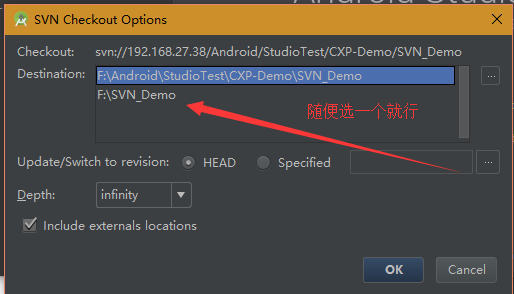 Android Studio
SVN Checkout Options
Checkout: svn://192.168.27.38/Android/StudioTest/CXP-Demo/SVN_Demo
Destination: F:\Android\StudioTest\CXP-Demo\SVN_Demo
F:\SVN_Demo
随便选一个就行
Update/Switch to revision: HEAD Specified
Depth: infinity
Include externals locations
OK Cancel